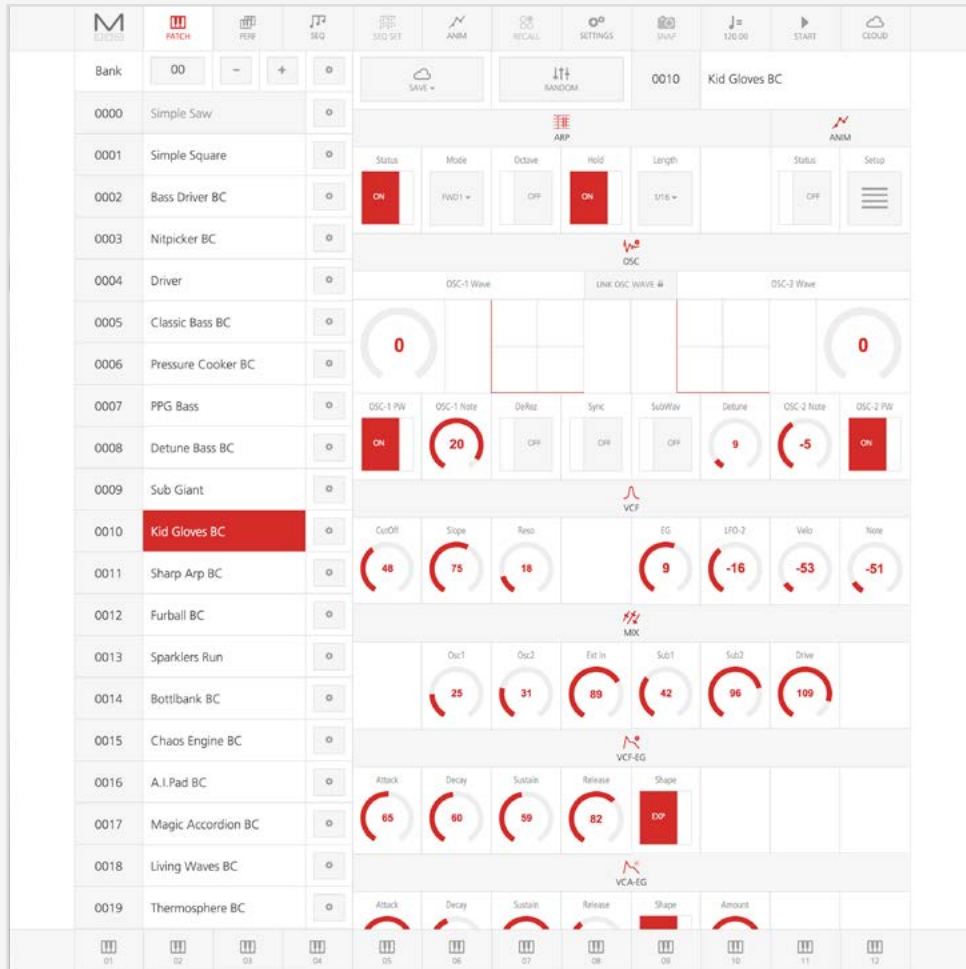 M
PATCH PERF SEQ SEQ SET ANIM RECALL SETTINGS SNAP 120.00 START CLOUD
Bank 00 - + SAVE RANDOM 0010 Kid Gloves BC
0000 Simple Saw
ARP ANIM
0001 Simple Square
Status Mode Octave Hold Length Status Setup
0002 Bass Driver BC
ON FWD1 OFF ON 1/16 OFF
0003 Nitpicker BC
OSC
0004 Driver
OSC-1 Wave LINK OSC WAVE OSC-2 Wave
0005 Classic Bass BC
0 0
0006 Pressure Cooker BC
0007 PPG Bass
OSC-1 PW OSC-1 Note DeRez Sync SubWav Detune OSC-2 Note OSC-2 PW
0008 Detune Bass BC
ON 20 OFF OFF OFF 9 -5 ON
0009 Sub Giant
VCF
0010 Kid Gloves BC
CutOff Slope Reso EG LFO-2 Velo Note
0011 Sharp Arp BC
48 75 18 9 -16 -53 -51
0012 Furball BC
MIX
0013 Sparklers Run
Osc1 Osc2 Ext In Sub1 Sub2 Drive
0014 Bottlbank BC
25 31 89 42 96 109
0015 Chaos Engine BC
VCF-EG
0016 A.I.Pad BC
Attack Decay Sustain Release Shape
0017 Magic Accordion BC
65 60 59 82 EXP
0018 Living Waves BC
VCA-EG
0019 Thermosphere BC
Attack Decay Sustain Release Shape Amount
01 02 03 04 05 06 07 08 09 10 11 12